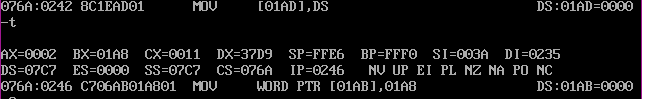 076A:0242 8C1EAD01 MOV [01AD],DS DS:01AD=0000
-t
AX=0002 BX=01A8 CX=0011 DX=37D9 SP=FFE6 BP=FFF0 SI=003A DI=0235
DS=07C7 ES=0000 SS=07C7 CS=076A IP=0246 NV UP EI PL NZ NA PO NC
076A:0246 C706AB01A801 MOV WORD PTR [01AB],01A8 DS:01AB=0000